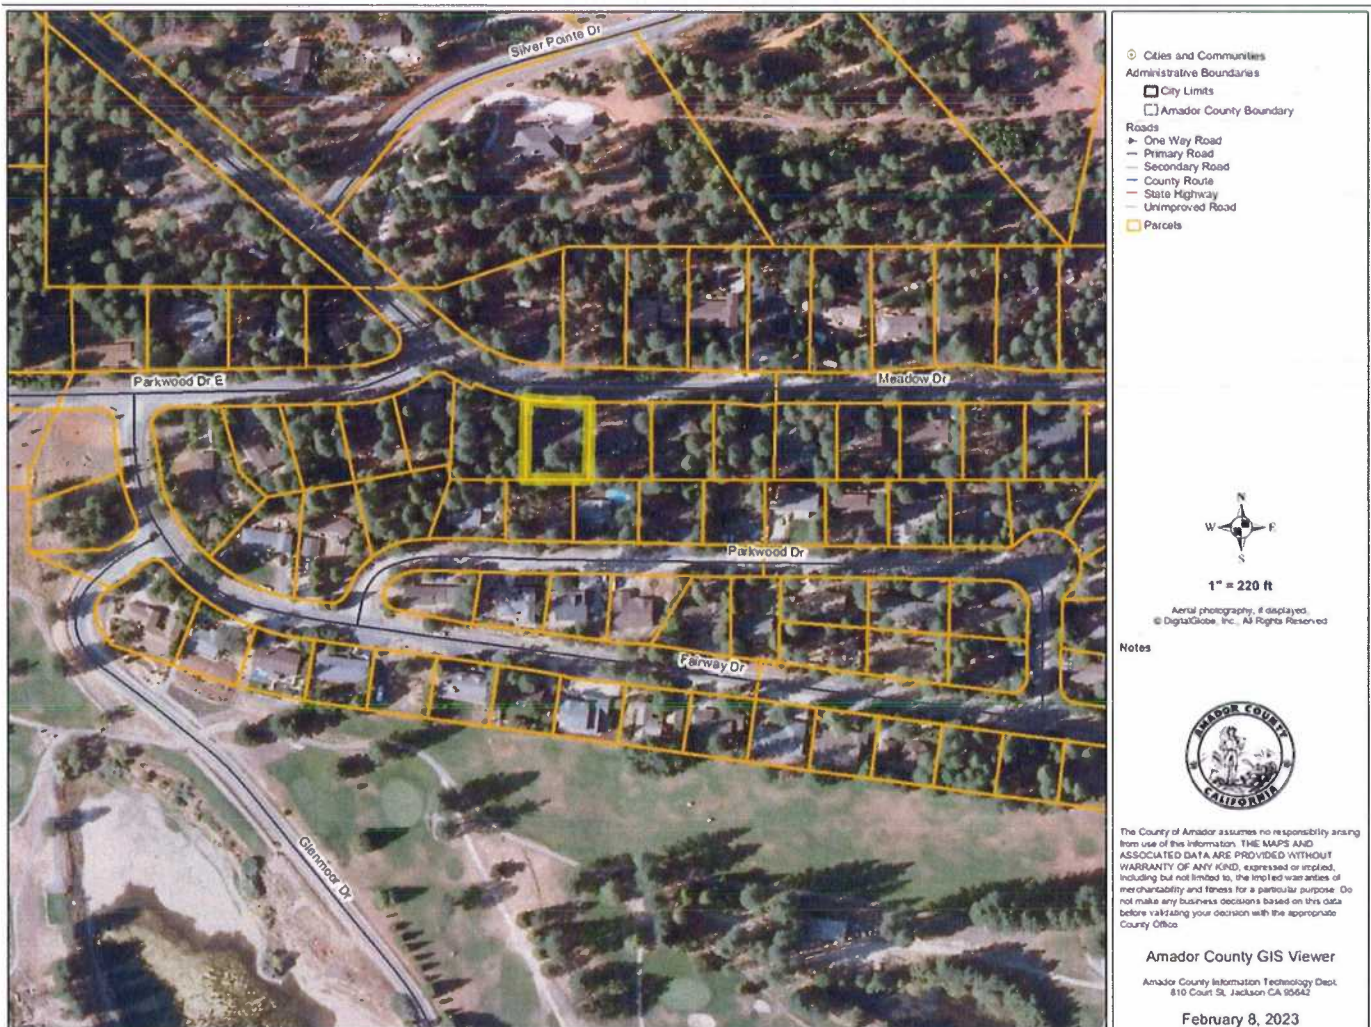 Silver Pointe Dr
Parkwood Dr E
Meadow Dr
Parkwood Dr
Fairway Dr
Glenmoor Dr
Cities and Communities
Administrative Boundaries
City Limits
Amador County Boundary
Roads
One Way Road
Primary Road
Secondary Road
County Route
State Highway
Unimproved Road
Parcels
N
W E
S
1" = 220 ft
Aerial photography, if displayed,
© DigitalGlobe, Inc., All Rights Reserved
Notes
AMADOR COUNTY
CALIFORNIA
The County of Amador assumes no responsibility arising
from use of this information. THE MAPS AND
ASSOCIATED DATA ARE PROVIDED WITHOUT
WARRANTY OF ANY KIND, expressed or implied,
including but not limited to, the implied warranties of
merchantability and fitness for a particular purpose. Do
not make any business decisions based on this data
before validating your decision with the appropriate
County Office
Amador County GIS Viewer
Amador County Information Technology Dept.
810 Court St, Jackson CA 95642
February 8, 2023